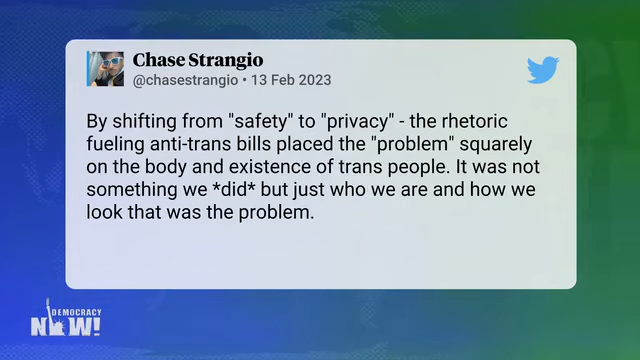 Chase Strangio
@chasestrangio • 13 Feb 2023
By shifting from "safety" to "privacy" - the rhetoric
fueling anti-trans bills placed the "problem" squarely
on the body and existence of trans people. It was not
something we *did* but just who we are and how we
look that was the problem.
DEMOCRACY
NOW!